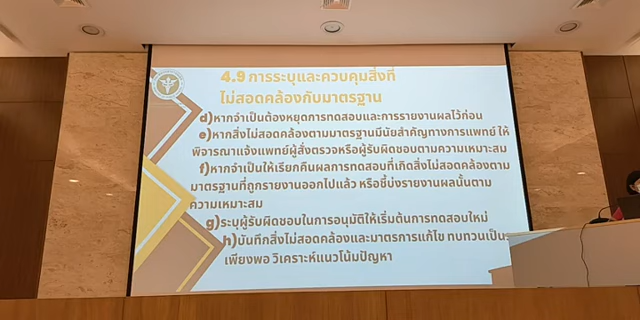 4.9 การระบุและควบคุมสิ่งที่
ไม่สอดคล้องกับมาตรฐาน
d)หากจำเป็นต้องหยุดการทดสอบและการรายงานผลไว้ก่อน
e)หากสิ่งไม่สอดคล้องตามมาตรฐานมีนัยสำคัญทางการแพทย์ ให้
พิจารณาแจ้งแพทย์ผู้สั่งตรวจหรือผู้รับผิดชอบตามความเหมาะสม
f)หากจำเป็นให้เรียกคืนผลการทดสอบที่เกิดสิ่งไม่สอดคล้องตาม
มาตรฐานที่ถูกรายงานออกไปแล้ว หรือชี้บ่งรายงานผลนั้นตาม
ความเหมาะสม
g)ระบุผู้รับผิดชอบในการอนุมัติให้เริ่มต้นการทดสอบใหม่
h)บันทึกสิ่งไม่สอดคล้องและมาตรการแก้ไข ทบทวนเป็นระ
เพียงพอ วิเคราะห์แนวโน้มปัญหา